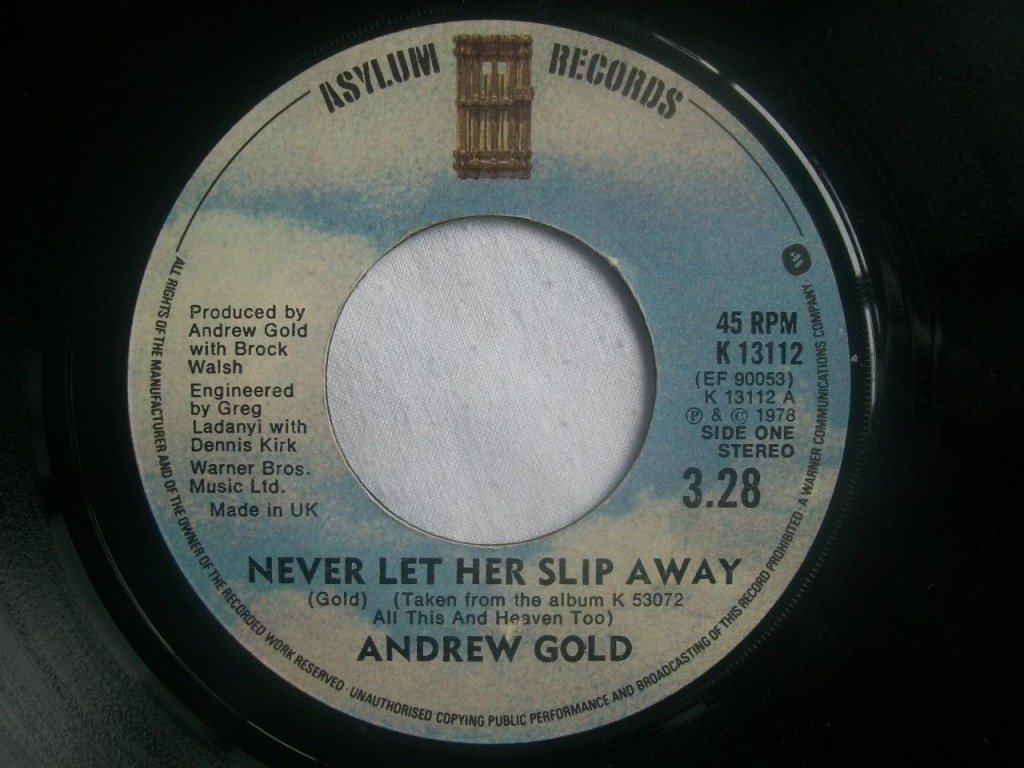 ASYLUM RECORDS
Produced by
Andrew Gold
with Brock
Walsh
Engineered
by Greg
Ladanyi with
Dennis Kirk
Warner Bros.
Music Ltd.
Made in UK
45 RPM
K 13112
(EF 90053)
K 13112 A
℗ & © 1978
SIDE ONE
STEREO
3.28
NEVER LET HER SLIP AWAY
(Gold) (Taken from the album K 53072
All This And Heaven Too)
ANDREW GOLD
ALL RIGHTS OF THE MANUFACTURER AND OF THE OWNER OF THE RECORDED WORK RESERVED · UNAUTHORISED COPYING PUBLIC PERFORMANCE AND BROADCASTING OF THIS RECORD PROHIBITED · A WARNER COMMUNICATIONS COMPANY ·